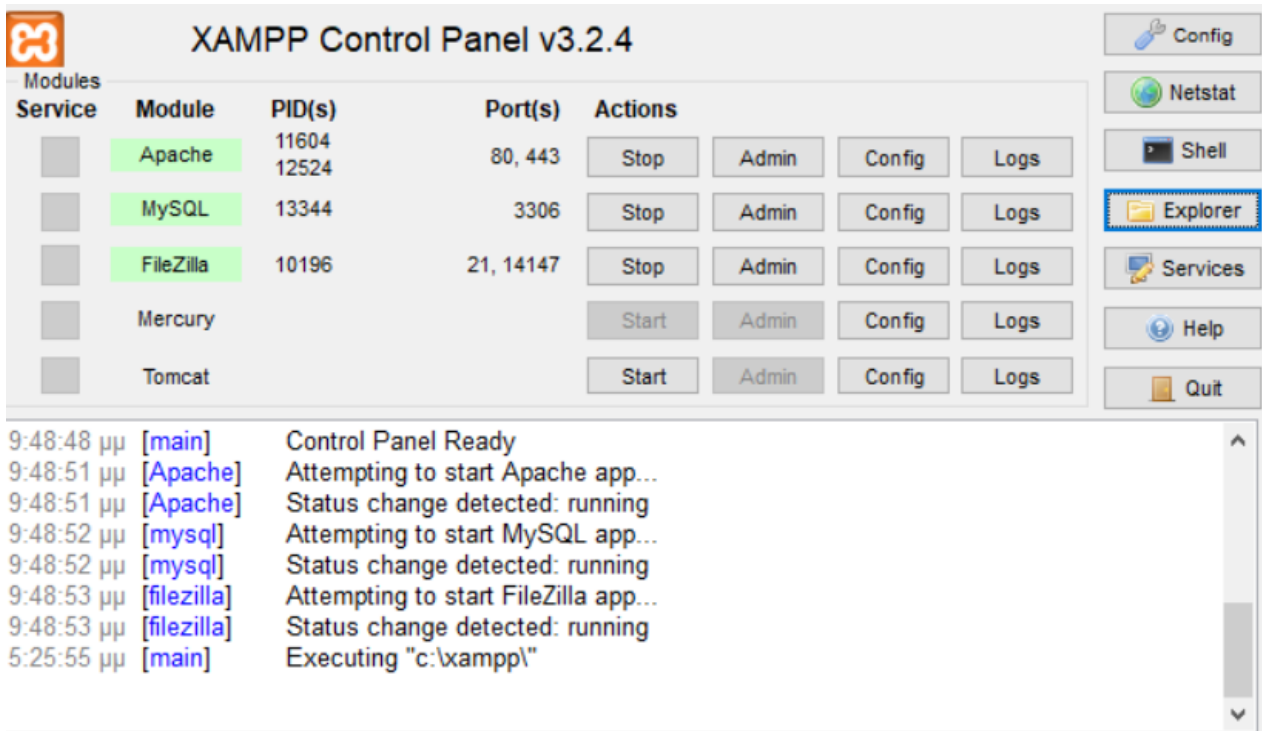 XAMPP Control Panel v3.2.4
Config
Modules
Netstat
Service Module PID(s) Port(s) Actions
Apache 11604 12524 80, 443 Stop Admin Config Logs
Shell
MySQL 13344 3306 Stop Admin Config Logs
Explorer
FileZilla 10196 21, 14147 Stop Admin Config Logs
Services
Mercury Start Admin Config Logs
Help
Tomcat Start Admin Config Logs
Quit
9:48:48 μμ [main] Control Panel Ready
9:48:51 μμ [Apache] Attempting to start Apache app...
9:48:51 μμ [Apache] Status change detected: running
9:48:52 μμ [mysql] Attempting to start MySQL app...
9:48:52 μμ [mysql] Status change detected: running
9:48:53 μμ [filezilla] Attempting to start FileZilla app...
9:48:53 μμ [filezilla] Status change detected: running
5:25:55 μμ [main] Executing "c:\xampp\"